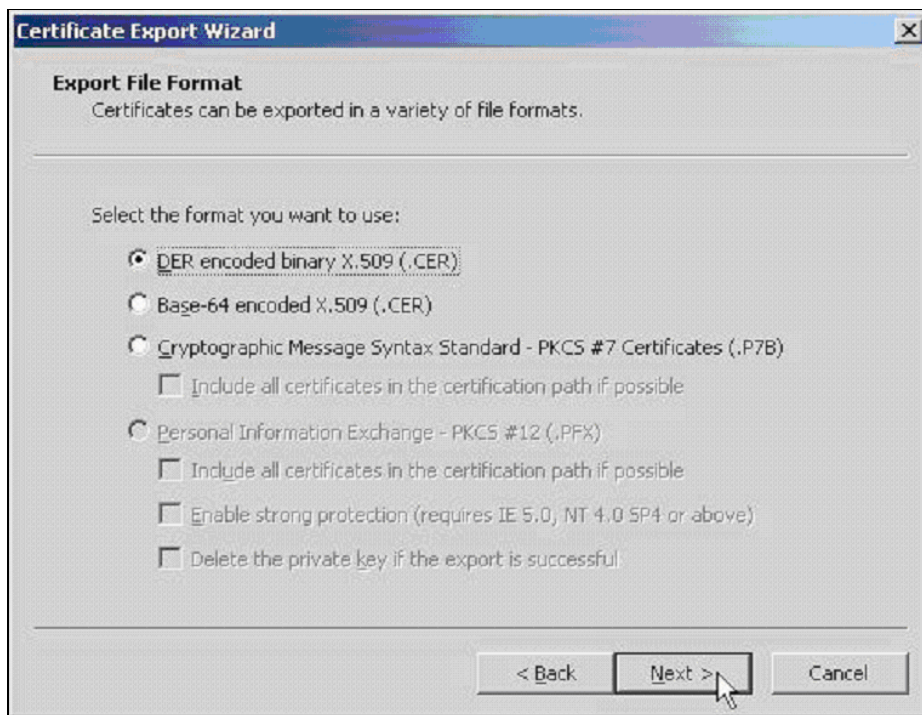 Certificate Export Wizard
Export File Format
Certificates can be exported in a variety of file formats.
Select the format you want to use:
DER encoded binary X.509 (.CER)
Base-64 encoded X.509 (.CER)
Cryptographic Message Syntax Standard - PKCS #7 Certificates (.P7B)
Include all certificates in the certification path if possible
Personal Information Exchange - PKCS #12 (.PFX)
Include all certificates in the certification path if possible
Enable strong protection (requires IE 5.0, NT 4.0 SP4 or above)
Delete the private key if the export is successful
< Back Next > Cancel